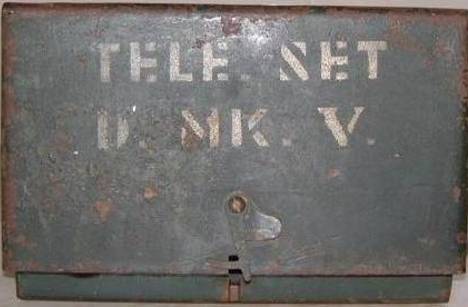 TELE. SET
D. MK. V.